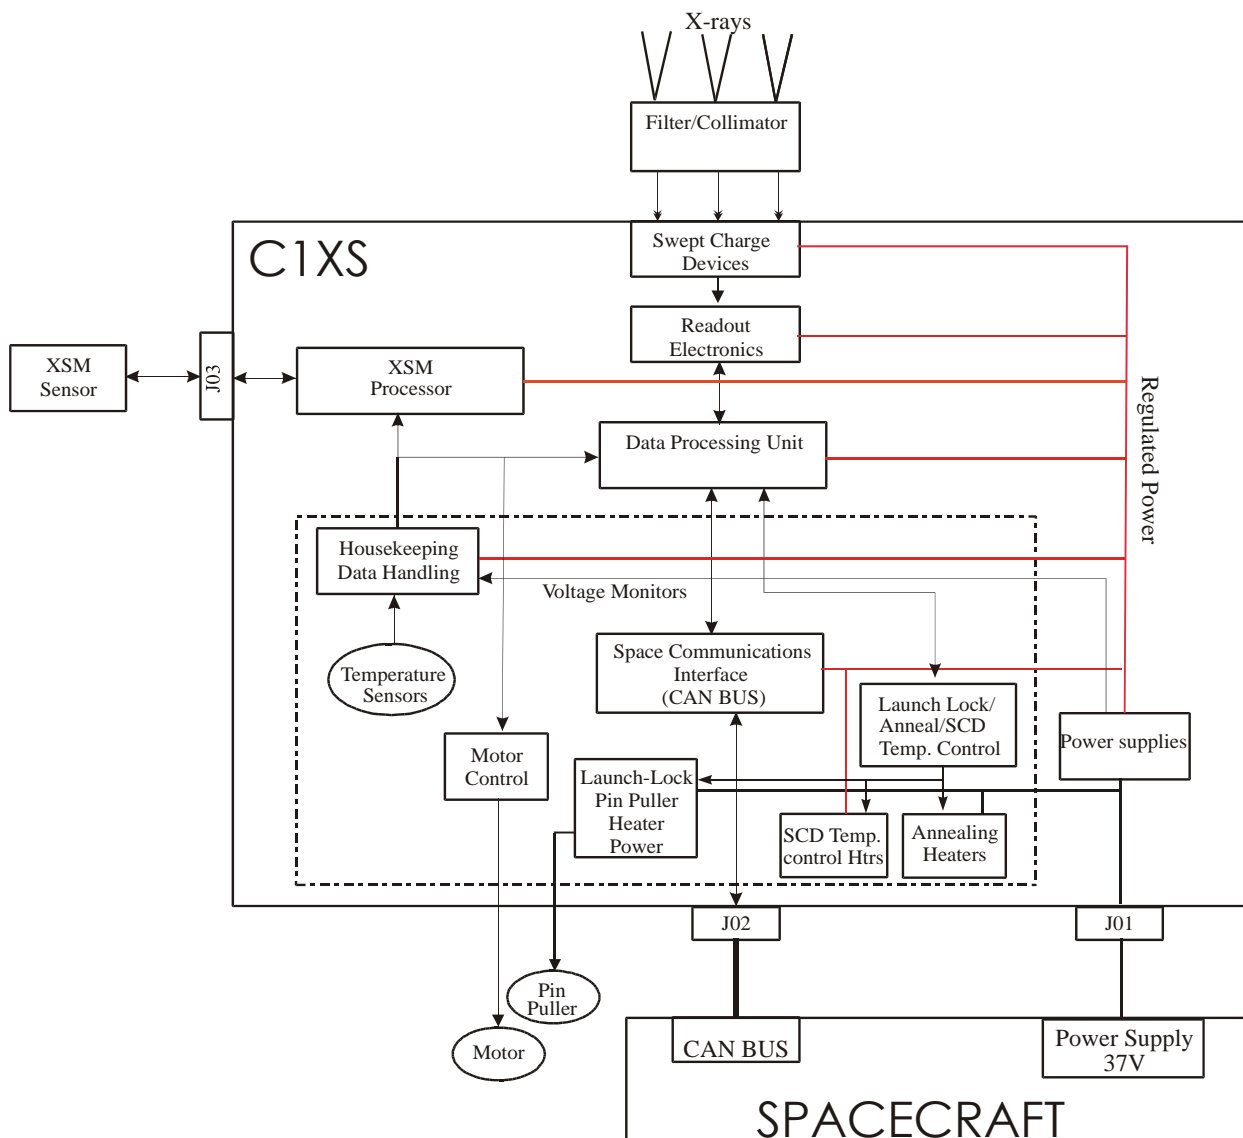 X-rays
Filter/Collimator
C1XS
Swept Charge
Devices
Readout
Electronics
XSM
Sensor
J03
XSM
Processor
Data Processing Unit
Regulated Power
Housekeeping
Data Handling
Voltage Monitors
Temperature
Sensors
Space Communications
Interface
(CAN BUS)
Launch Lock/
Anneal/SCD
Temp. Control
Power supplies
Motor
Control
Launch-Lock
Pin Puller
Heater
Power
SCD Temp.
control Htrs
Annealing
Heaters
J02
J01
Pin
Puller
Motor
CAN BUS
Power Supply
37V
SPACECRAFT